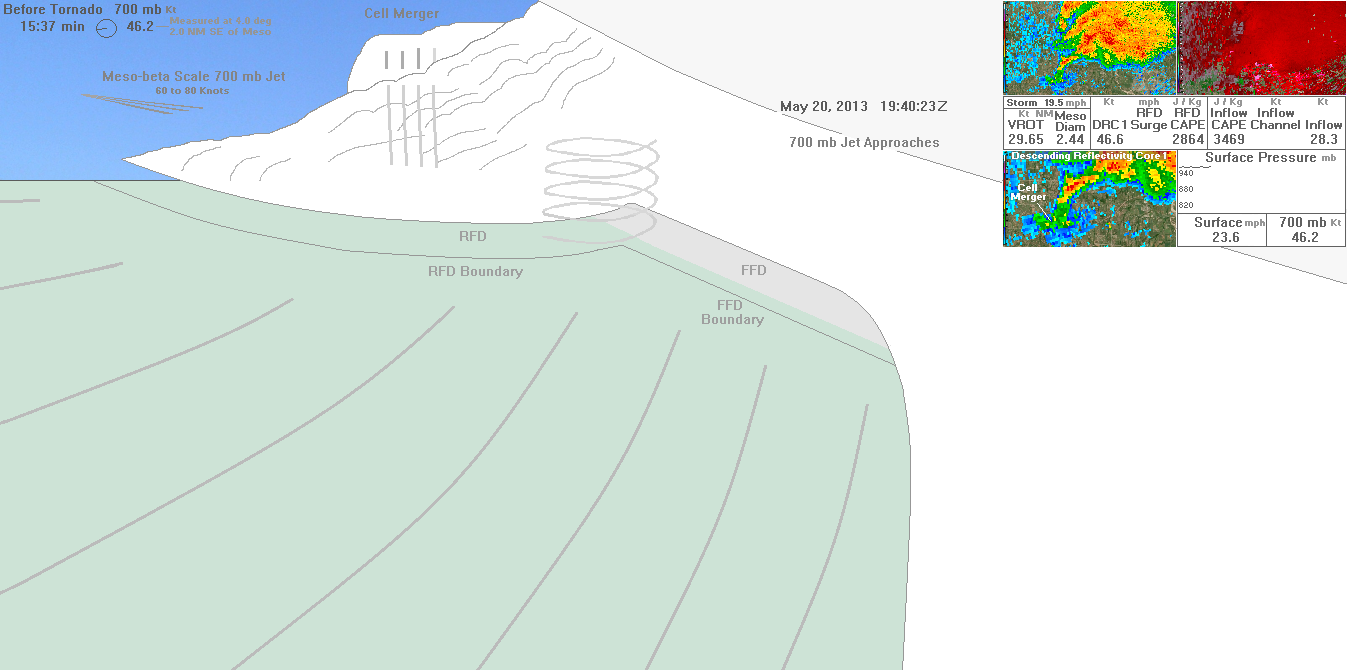 Before Tornado 700 mb Kt
15:37 min 46.2
Measured at 4.0 deg
2.0 NM SE of Meso
Cell Merger
Meso-beta Scale 700 mb Jet
60 to 80 Knots
May 20, 2013 19:40:23Z
700 mb Jet Approaches
RFD
RFD Boundary
FFD
FFD
Boundary
Storm 19.5 mph
Kt NM
VROT
29.65
Meso
Diam
2.44
Kt
DRC 1
46.6
mph
RFD
Surge
J / Kg
RFD
CAPE
2864
J / Kg
Inflow
CAPE
3469
Kt
Inflow
Channel
Kt
Inflow
28.3
Descending Reflectivity Core 1
Cell
Merger
Surface Pressure mb
940
880
820
Surface mph
23.6
700 mb Kt
46.2